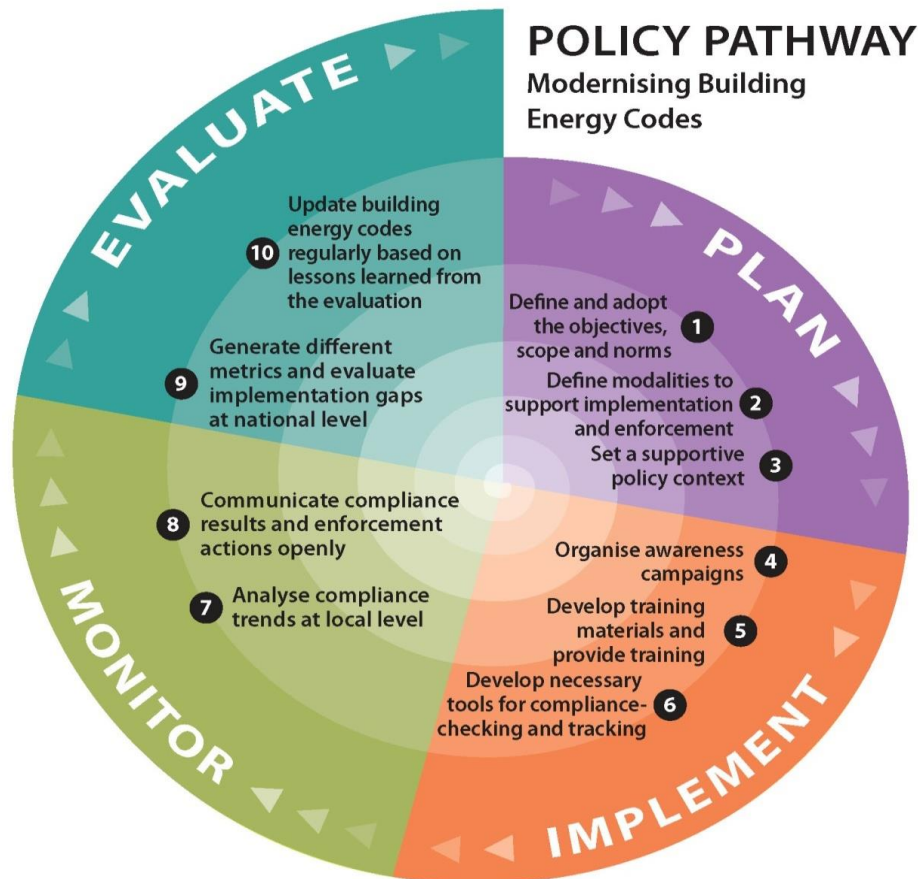 POLICY PATHWAY
Modernising Building
Energy Codes
PLAN
Define and adopt
the objectives,
scope and norms
1
Define modalities to
support implementation
and enforcement
2
Set a supportive
policy context
3
IMPLEMENT
Organise awareness
campaigns
4
Develop training
materials and
provide training
5
Develop necessary
tools for compliance-
checking and tracking
6
MONITOR
7
Analyse compliance
trends at local level
8
Communicate compliance
results and enforcement
actions openly
EVALUATE
9
Generate different
metrics and evaluate
implementation gaps
at national level
10
Update building
energy codes
regularly based on
lessons learned from
the evaluation